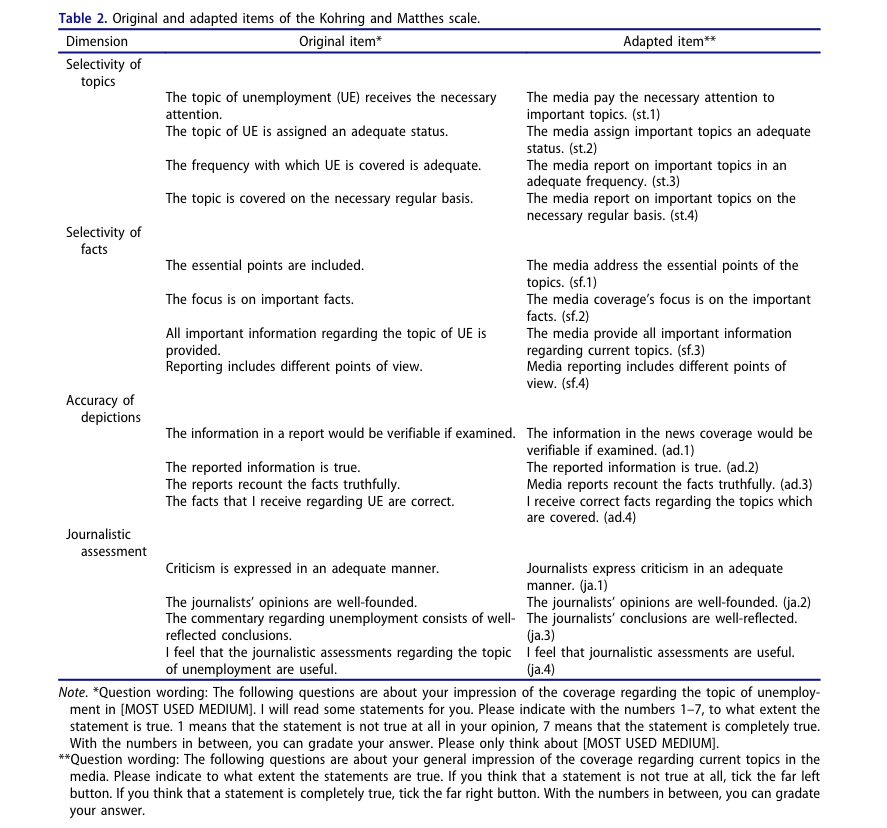 Table 2. Original and adapted items of the Kohring and Matthes scale.
Dimension Original item* Adapted item**
Selectivity of
topics
The topic of unemployment (UE) receives the necessary The media pay the necessary attention to
attention. important topics. (st.1)
The topic of UE is assigned an adequate status. The media assign important topics an adequate
status. (st.2)
The frequency with which UE is covered is adequate. The media report on important topics in an
adequate frequency. (st.3)
The topic is covered on the necessary regular basis. The media report on important topics on the
necessary regular basis. (st.4)
Selectivity of
facts
The essential points are included. The media address the essential points of the
topics. (sf.1)
The focus is on important facts. The media coverage's focus is on the important
facts. (sf.2)
All important information regarding the topic of UE is The media provide all important information
provided. regarding current topics. (sf.3)
Reporting includes different points of view. Media reporting includes different points of
view. (sf.4)
Accuracy of
depictions
The information in a report would be verifiable if examined. The information in the news coverage would be
verifiable if examined. (ad.1)
The reported information is true. The reported information is true. (ad.2)
The reports recount the facts truthfully. Media reports recount the facts truthfully. (ad.3)
The facts that I receive regarding UE are correct. I receive correct facts regarding the topics which
are covered. (ad.4)
Journalistic
assessment
Criticism is expressed in an adequate manner. Journalists express criticism in an adequate
manner. (ja.1)
The journalists' opinions are well-founded. The journalists' opinions are well-founded. (ja.2)
The commentary regarding unemployment consists of well- The journalists' conclusions are well-reflected.
reflected conclusions. (ja.3)
I feel that the journalistic assessments regarding the topic I feel that journalistic assessments are useful.
of unemployment are useful. (ja.4)
Note. *Question wording: The following questions are about your impression of the coverage regarding the topic of unemploy-
ment in [MOST USED MEDIUM]. I will read some statements for you. Please indicate with the numbers 1–7, to what extent the
statement is true. 1 means that the statement is not true at all in your opinion, 7 means that the statement is completely true.
With the numbers in between, you can gradate your answer. Please only think about [MOST USED MEDIUM].
**Question wording: The following questions are about your general impression of the coverage regarding current topics in the
media. Please indicate to what extent the statements are true. If you think that a statement is not true at all, tick the far left
button. If you think that a statement is completely true, tick the far right button. With the numbers in between, you can gradate
your answer.